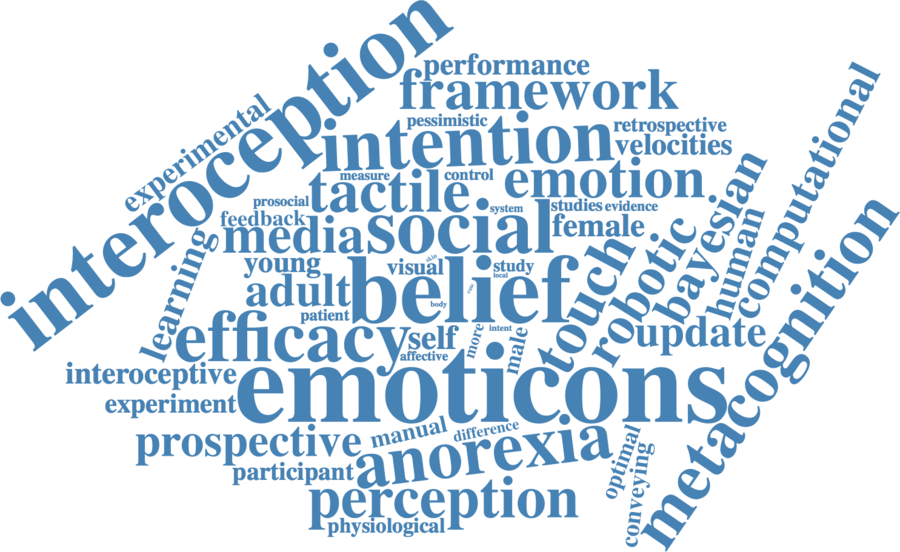 interoception
performance
framework
experimental
pessimistic
intention
retrospective
velocities
computational
measure
control
tactile
emotion
prosocial
system
studies
evidence
feedback
media
social
female
bayesian
human
learning
young
visual
skin
study
local
touch
robotic
adult
belief
body
patient
efficacy
self
more
intent
male
update
affective
metacognition
interoceptive
emoticons
experiment
prospective
manual
difference
anorexia
optimal
conveying
participant
perception
physiological